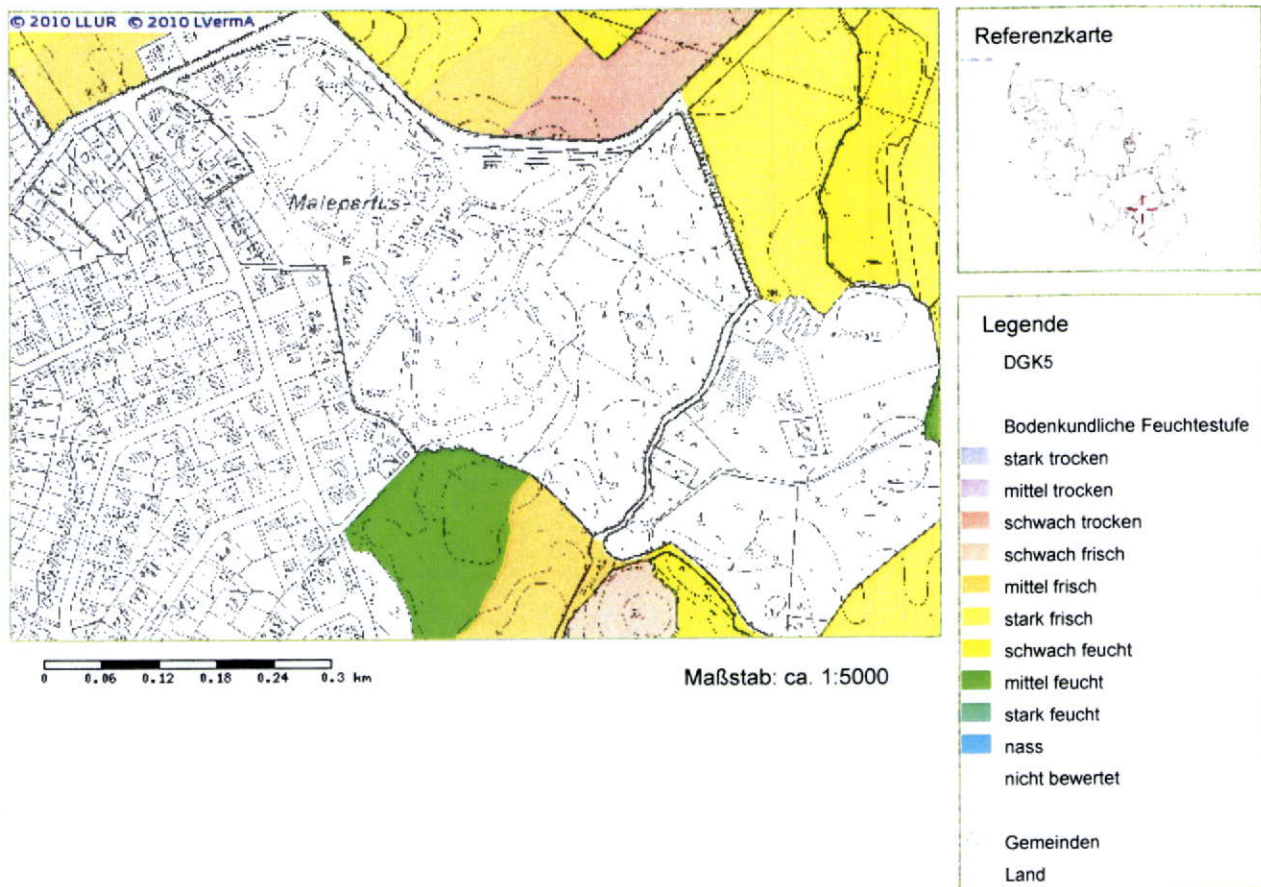 © 2010 LLUR © 2010 LVermA
Malepartus
0 0.06 0.12 0.18 0.24 0.3 km
Maßstab: ca. 1:5000
Referenzkarte
Legende
DGK5
Bodenkundliche Feuchtestufe
stark trocken
mittel trocken
schwach trocken
schwach frisch
mittel frisch
stark frisch
schwach feucht
mittel feucht
stark feucht
nass
nicht bewertet
Gemeinden
Land